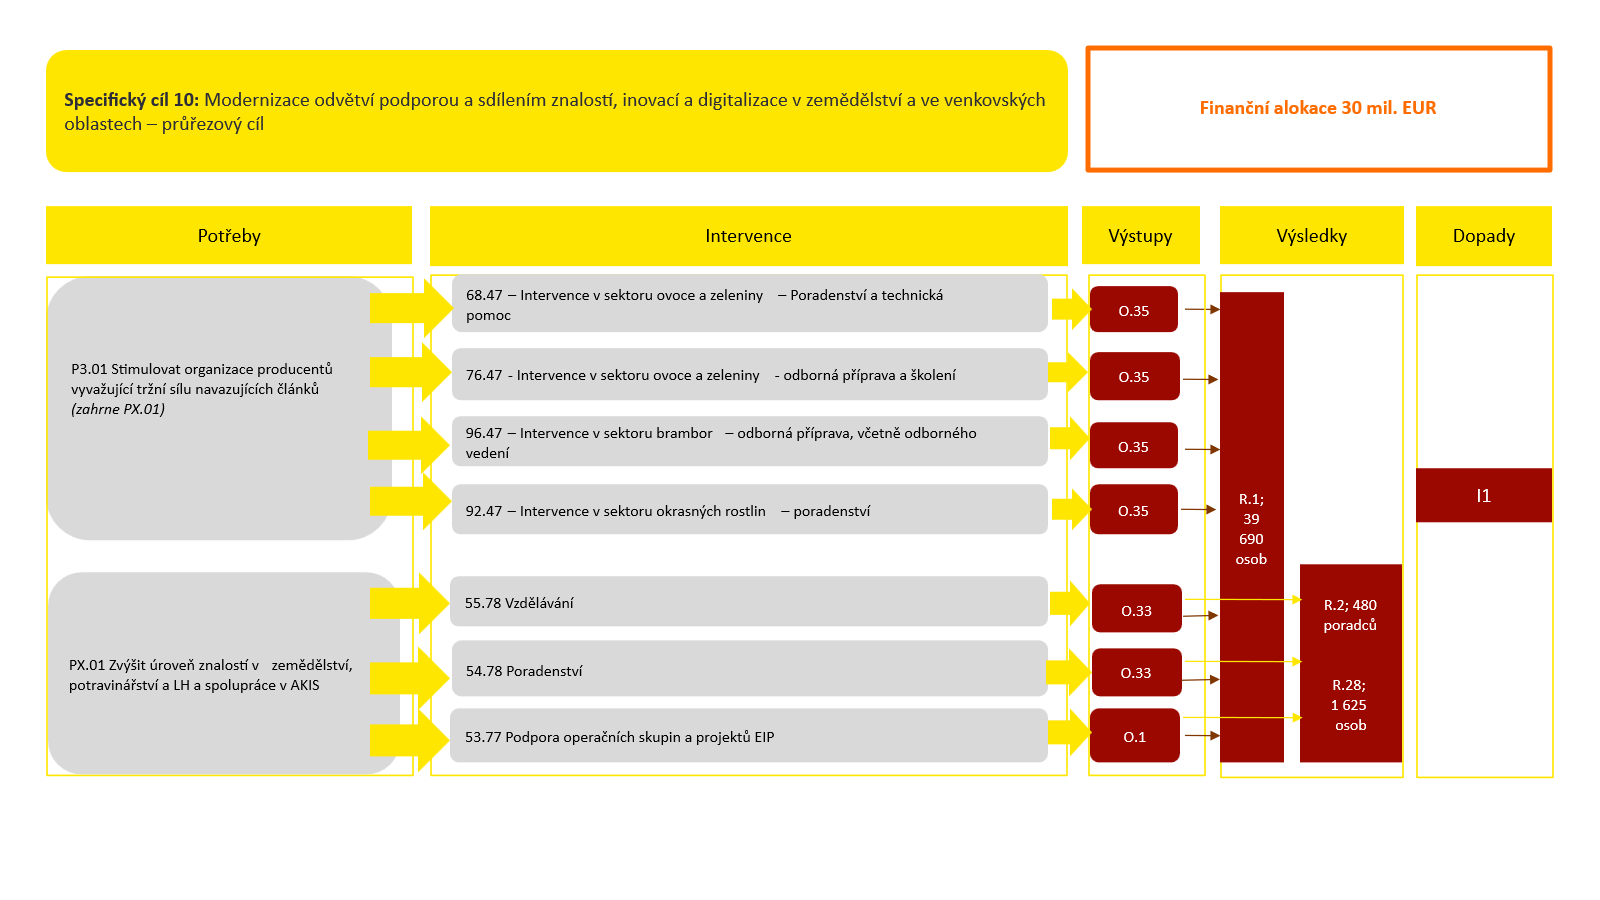 Specifický cíl 10: Modernizace odvětví podporou a sdílením znalostí, inovací a digitalizace v zemědělství a ve venkovských
oblastech – průřezový cíl
Finanční alokace 30 mil. EUR
Potřeby
Intervence
Výstupy
Výsledky
Dopady
P3.01 Stimulovat organizace producentů
vyvažující tržní sílu navazujících článků
(zahrne PX.01)
68.47 – Intervence v sektoru ovoce a zeleniny – Poradenství a technická
pomoc
O.35
76.47 - Intervence v sektoru ovoce a zeleniny - odborná příprava a školení
O.35
96.47 – Intervence v sektoru brambor – odborná příprava, včetně odborného
vedení
O.35
92.47 – Intervence v sektoru okrasných rostlin – poradenství
O.35
R.1;
39
690
osob
I1
PX.01 Zvýšit úroveň znalostí v zemědělství,
potravinářství a LH a spolupráce v AKIS
55.78 Vzdělávání
O.33
54.78 Poradenství
O.33
53.77 Podpora operačních skupin a projektů EIP
O.1
R.2; 480
poradců
R.28;
1 625
osob